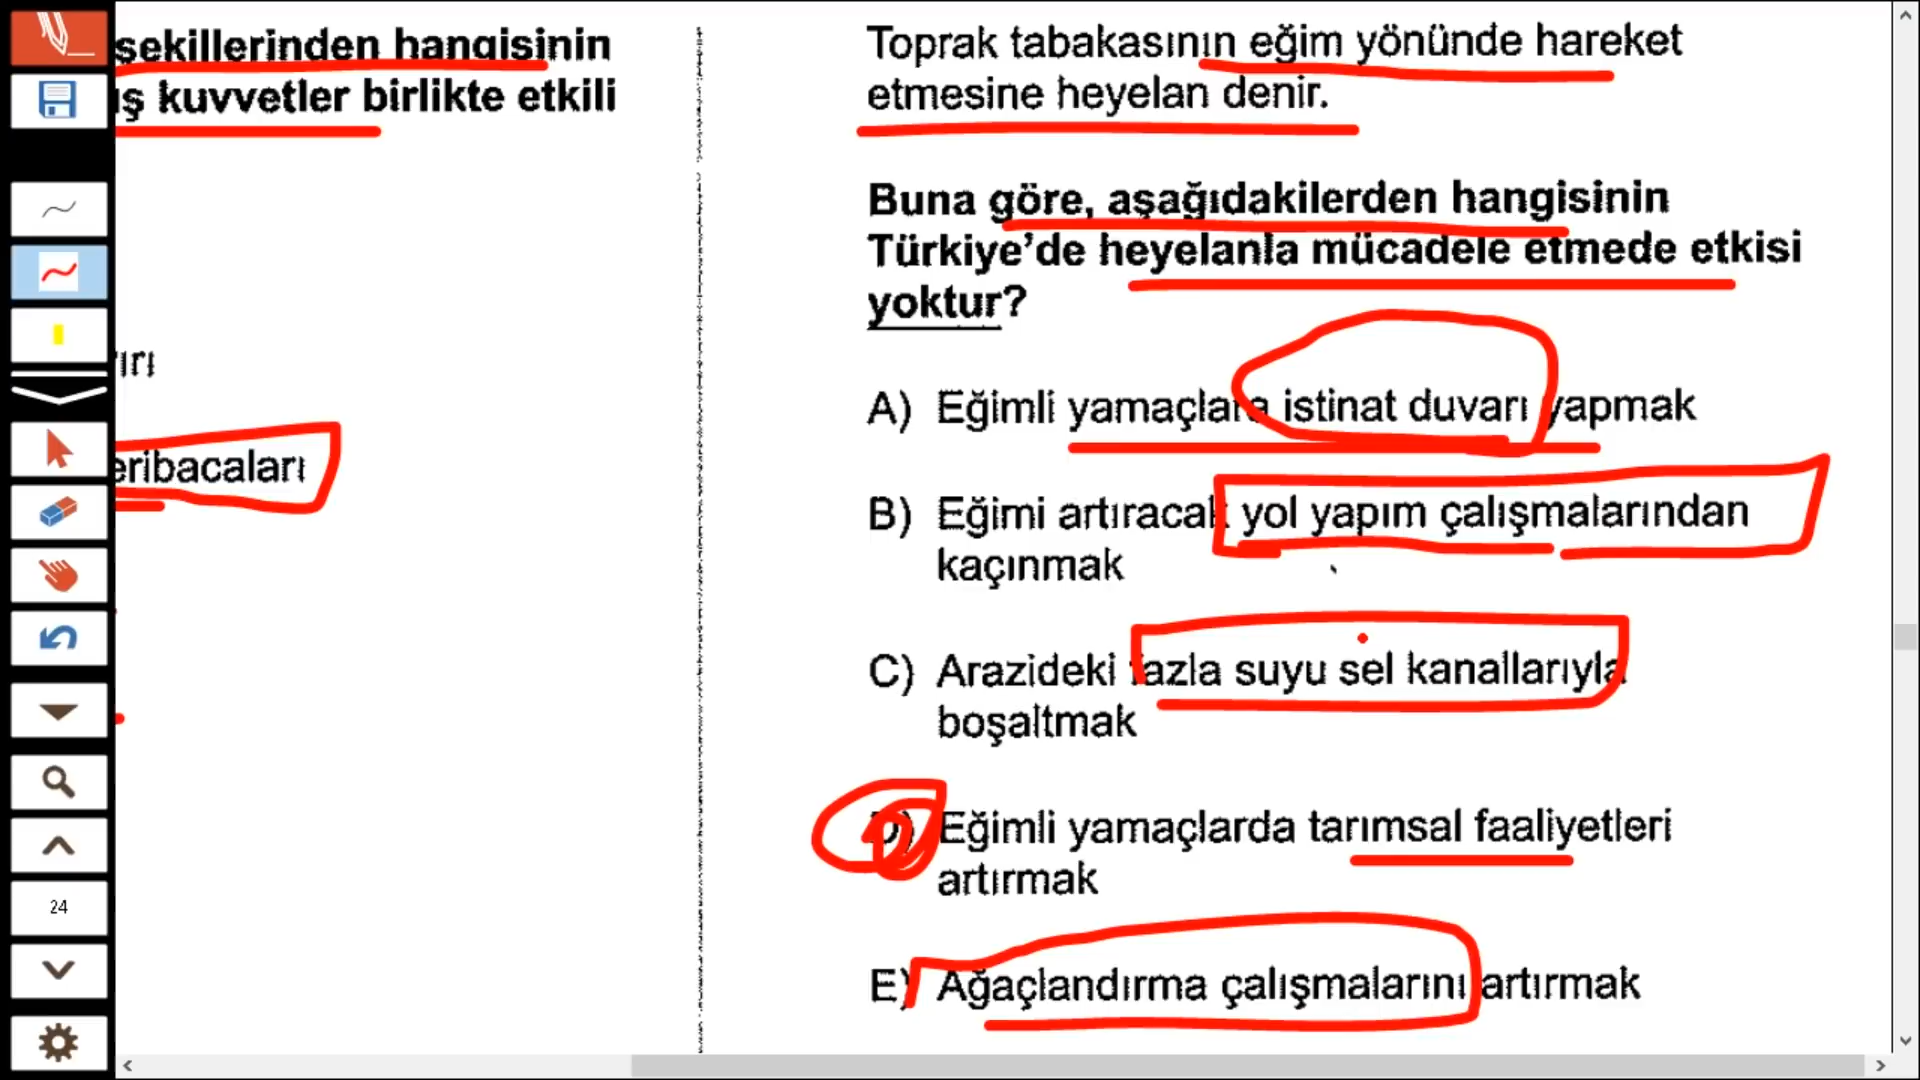 şekillerinden hangisinin
ış kuvvetler birlikte etkili
ırı
eribacaları
Toprak tabakasının eğim yönünde hareket
etmesine heyelan denir.
Buna göre, aşağıdakilerden hangisinin
Türkiye'de heyelanla mücadele etmede etkisi
yoktur?
A) Eğimli yamaçlara istinat duvarı yapmak
B) Eğimi artıracak yol yapım çalışmalarından
kaçınmak
C) Arazideki fazla suyu sel kanallarıyla
boşaltmak
D) Eğimli yamaçlarda tarımsal faaliyetleri
artırmak
E) Ağaçlandırma çalışmalarını artırmak
24